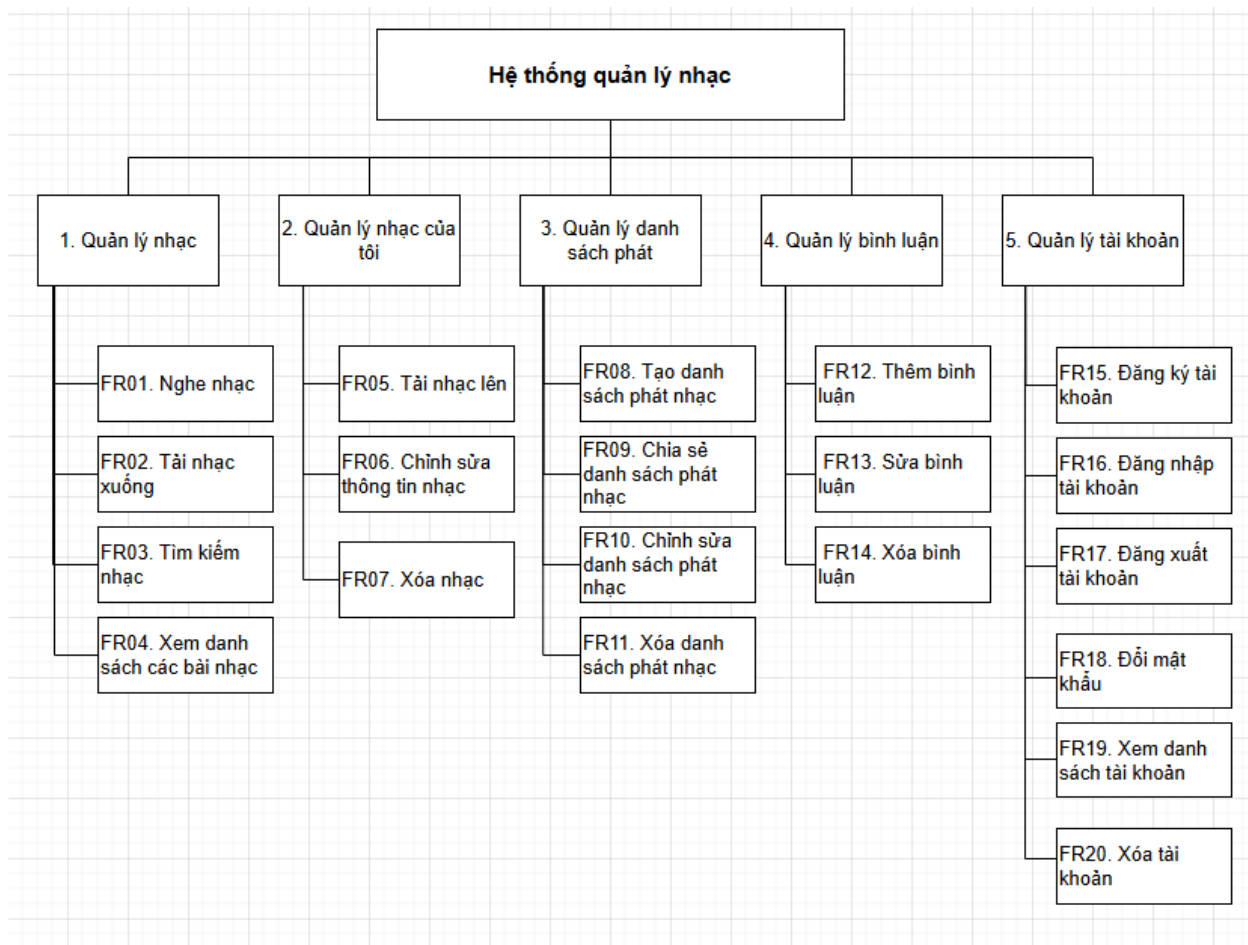 Hệ thống quản lý nhạc
1. Quản lý nhạc
2. Quản lý nhạc của
tôi
3. Quản lý danh
sách phát
4. Quản lý bình luận
5. Quản lý tài khoản
FR01. Nghe nhạc
FR02. Tải nhạc
xuống
FR03. Tìm kiếm
nhạc
FR04. Xem danh
sách các bài nhạc
FR05. Tải nhạc lên
FR06. Chỉnh sửa
thông tin nhạc
FR07. Xóa nhạc
FR08. Tạo danh
sách phát nhạc
FR09. Chia sẻ
danh sách phát
nhạc
FR10. Chỉnh sửa
danh sách phát
nhạc
FR11. Xóa danh
sách phát nhạc
FR12. Thêm bình
luận
FR13. Sửa bình
luận
FR14. Xóa bình
luận
FR15. Đăng ký tài
khoản
FR16. Đăng nhập
tài khoản
FR17. Đăng xuất
tài khoản
FR18. Đổi mật
khẩu
FR19. Xem danh
sách tài khoản
FR20. Xóa tài
khoản